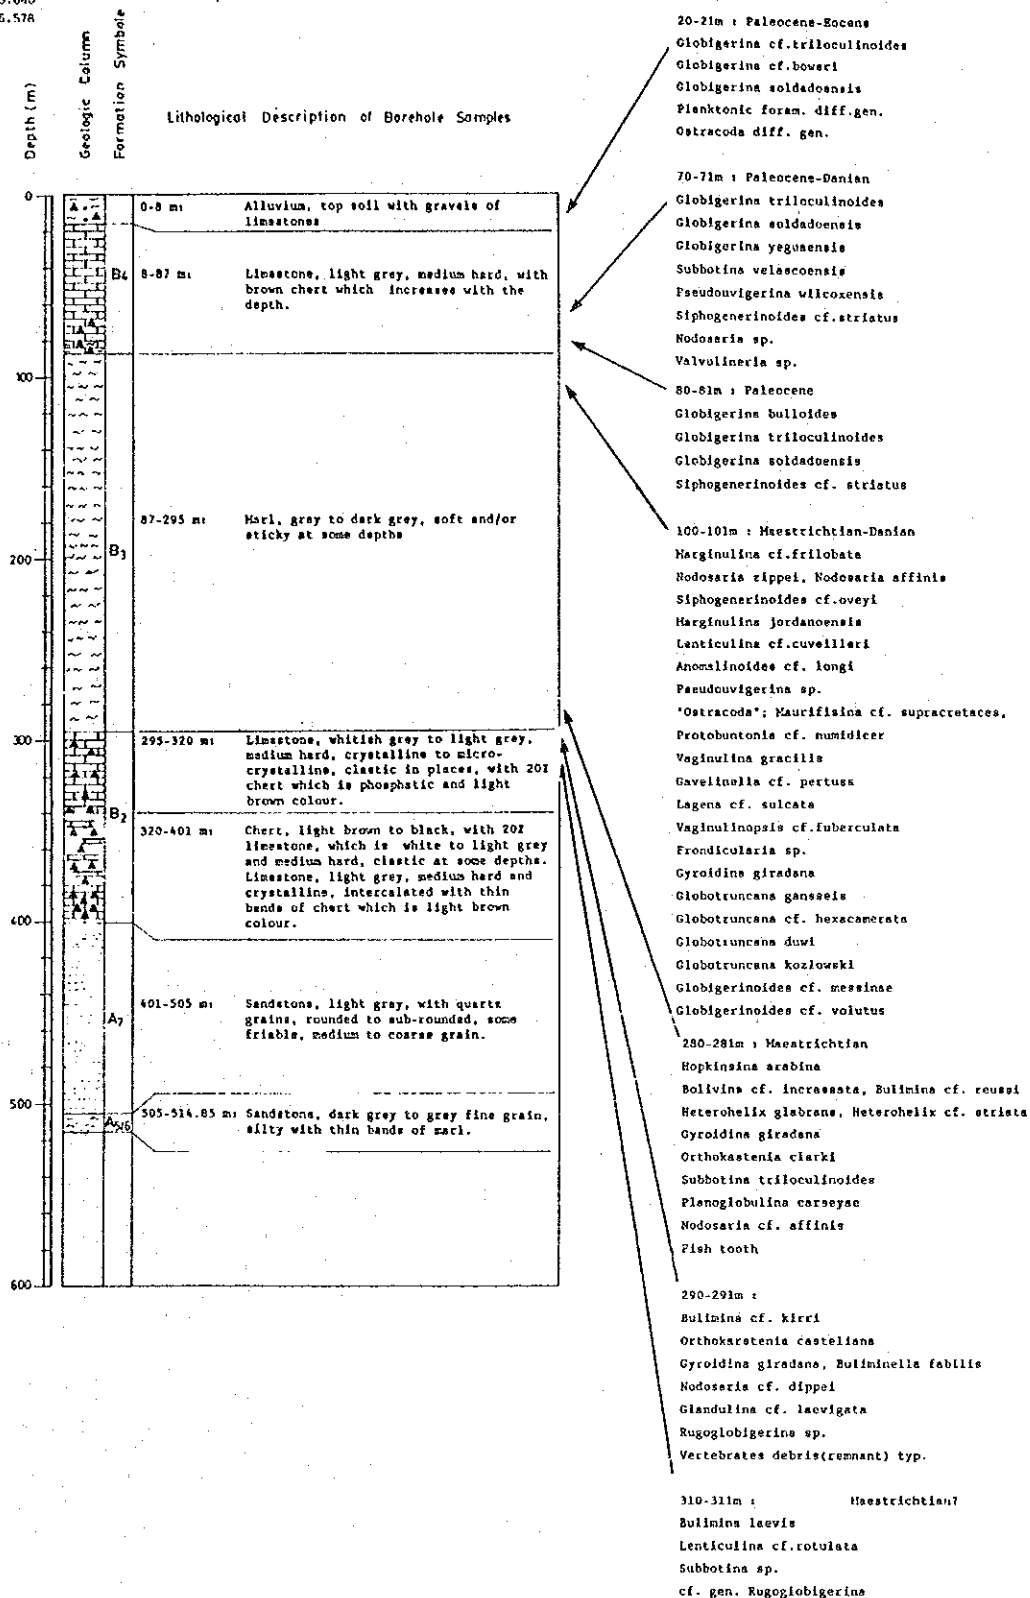 5.578
Depth (m)
Geologic Column
Formation Symbole
Lithological Description of Borehole Samples
0
100
200
300
400
500
600
B4
B3
B2
A7
A5/6
0-8 m:
Alluvium, top soil with gravels of
limestones
8-87 m:
Limestone, light grey, medium hard, with
brown chert which increases with the
depth.
87-295 m:
Marl, gray to dark grey, soft and/or
sticky at some depths
295-320 m:
Limestone, whitish grey to light grey,
medium hard, crystalline to micro-
crystalline, clastic in places, with 20%
chert which is phosphatic and light
brown colour.
320-401 m:
Chert, light brown to black, with 20%
limestone, which is white to light grey
and medium hard, clastic at some depths.
Limestone, light grey, medium hard and
crystalline, intercalated with thin
bands of chert which is light brown
colour.
401-505 m:
Sandstone, light gray, with quartz
grains, rounded to sub-rounded, some
friable, medium to coarse grain.
505-514.85 m:
Sandstone, dark grey to grey fine grain,
silty with thin bands of marl.
20-21m : Paleocene-Eocene
Globigerina cf.triloculinoides
Globigerina cf.boweri
Globigerina soldadoensis
Planktonic foram. diff.gen.
Ostracoda diff. gen.
70-71m : Paleocene-Danian
Globigerina triloculinoides
Globigerina soldadoensis
Globigerina yeguaensis
Subbotina velascoensis
Pseudouvigerina wilcoxensis
Siphogenerinoides cf.striatus
Nodosaria sp.
Valvulineria sp.
80-81m : Paleocene
Globigerina bulloides
Globigerina triloculinoides
Globigerina soldadoensis
Siphogenerinoides cf. striatus
100-101m : Maestrichtian-Danian
Marginulina cf.frilobata
Nodosaria zippei, Nodosaria affinis
Siphogenerinoides cf.oveyi
Marginulina jordanoensis
Lenticulina cf.cuveilleri
Anomalinoides cf. longi
Pseudouvigerina sp.
"Ostracoda"; Maurifisina cf. supracretaces,
Protobuntonia cf. numidicer
Vaginulina gracilis
Gavelinella cf. pertusa
Lagena cf. sulcata
Vaginulinopsis cf.fuberculata
Frondicularia sp.
Gyroidina giradana
Globotruncana ganseeis
Globotruncana cf. hexacamerata
Globotruncana duwi
Globotruncana kozlowski
Globigerinoides cf. messinae
Globigerinoides cf. volutus
280-281m : Maestrichtian
Hopkinsina arabina
Bolivina cf. incrassata, Bulimina cf. reussi
Heterohelix glabrans, Heterohelix cf. striata
Gyroidina giradana
Orthokastenia clarki
Subbotina triloculinoides
Planoglobulina carseyae
Nodosaria cf. affinis
Fish tooth
290-291m :
Bulimina cf. kirri
Orthokarstenia casteliana
Gyroidina giradana, Buliminella fabilis
Nodosaria cf. dippei
Glandulina cf. laevigata
Rugoglobigerina sp.
Vertebrates debris(remnant) typ.
310-311m : Maestrichtian?
Bulimina laevis
Lenticulina cf.rotulata
Subbotina sp.
cf. gen. Rugoglobigerina